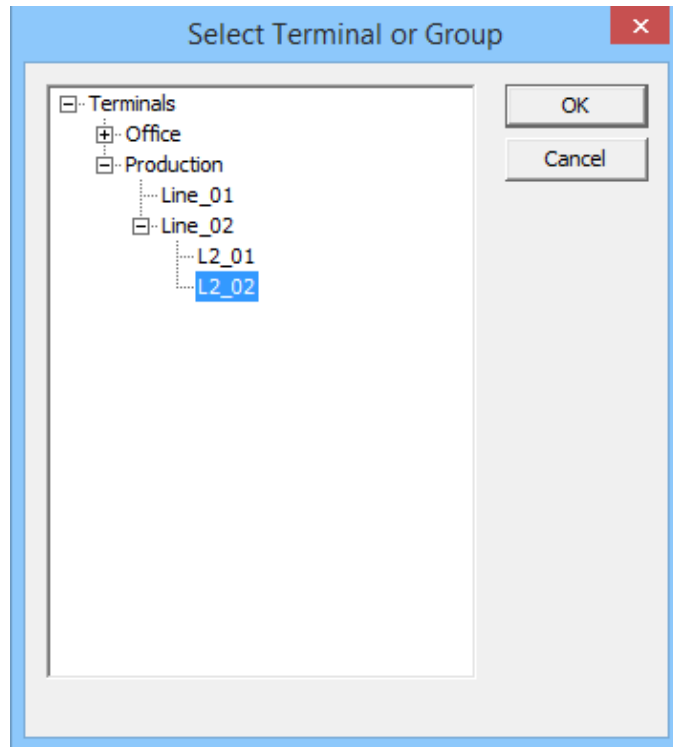 Select Terminal or Group
Terminals
Office
Production
Line_01
Line_02
L2_01
L2_02
OK
Cancel